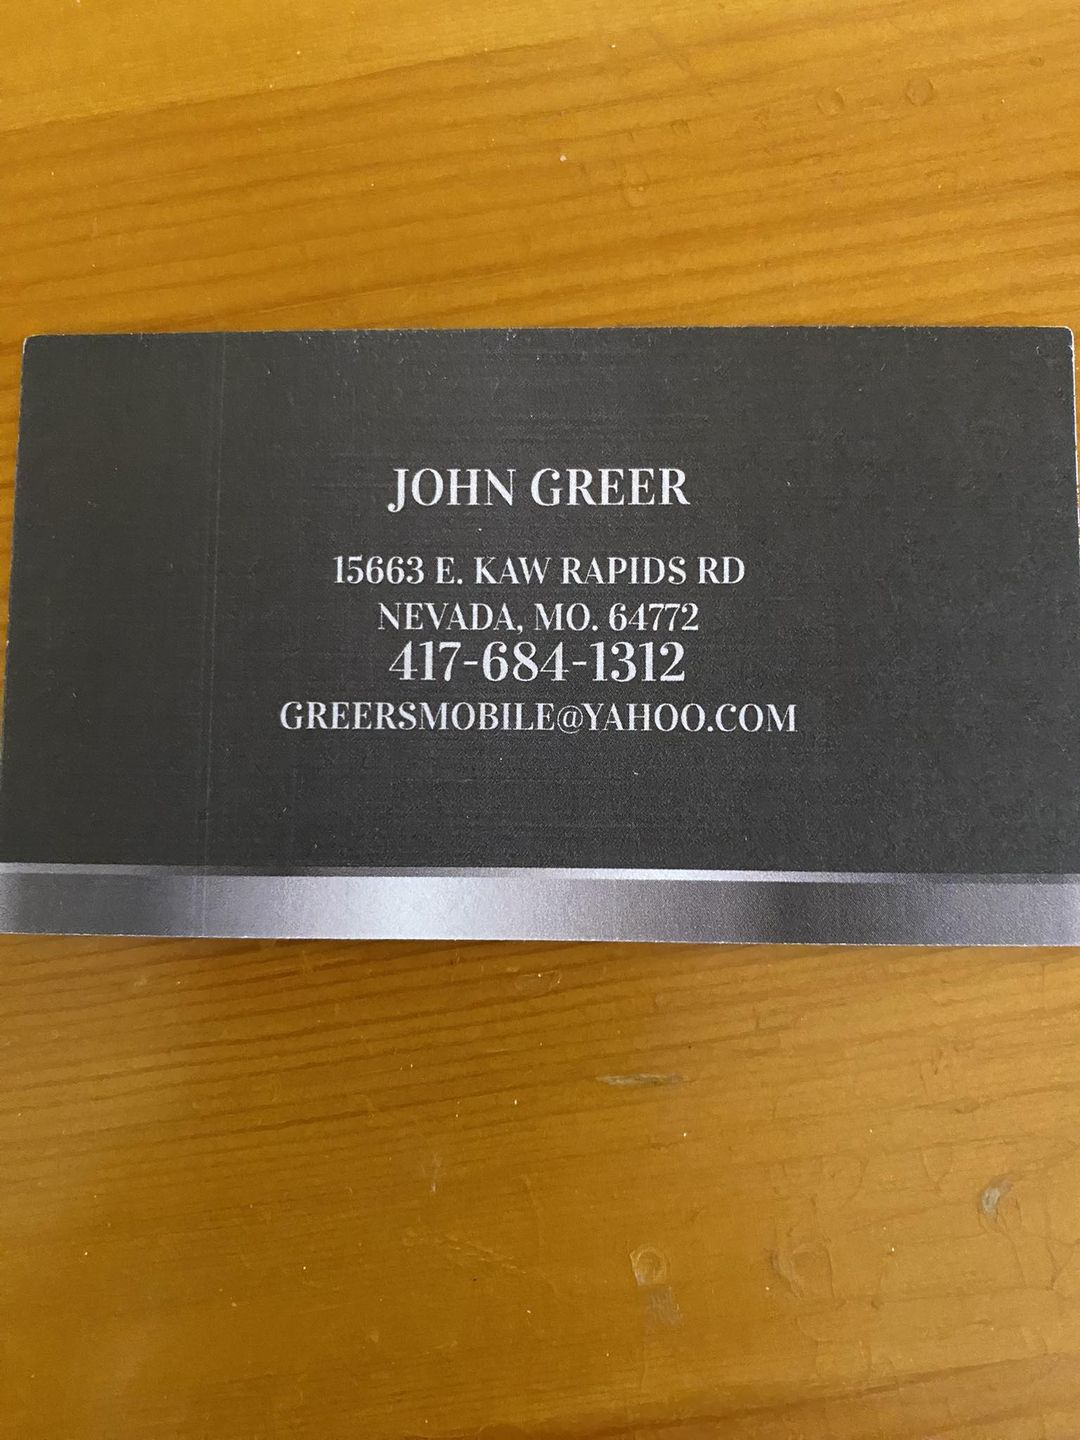 JOHN GREER
15663 E. KAW RAPIDS RD
NEVADA, MO. 64772
417-684-1312
GREERSMOBILE@YAHOO.COM